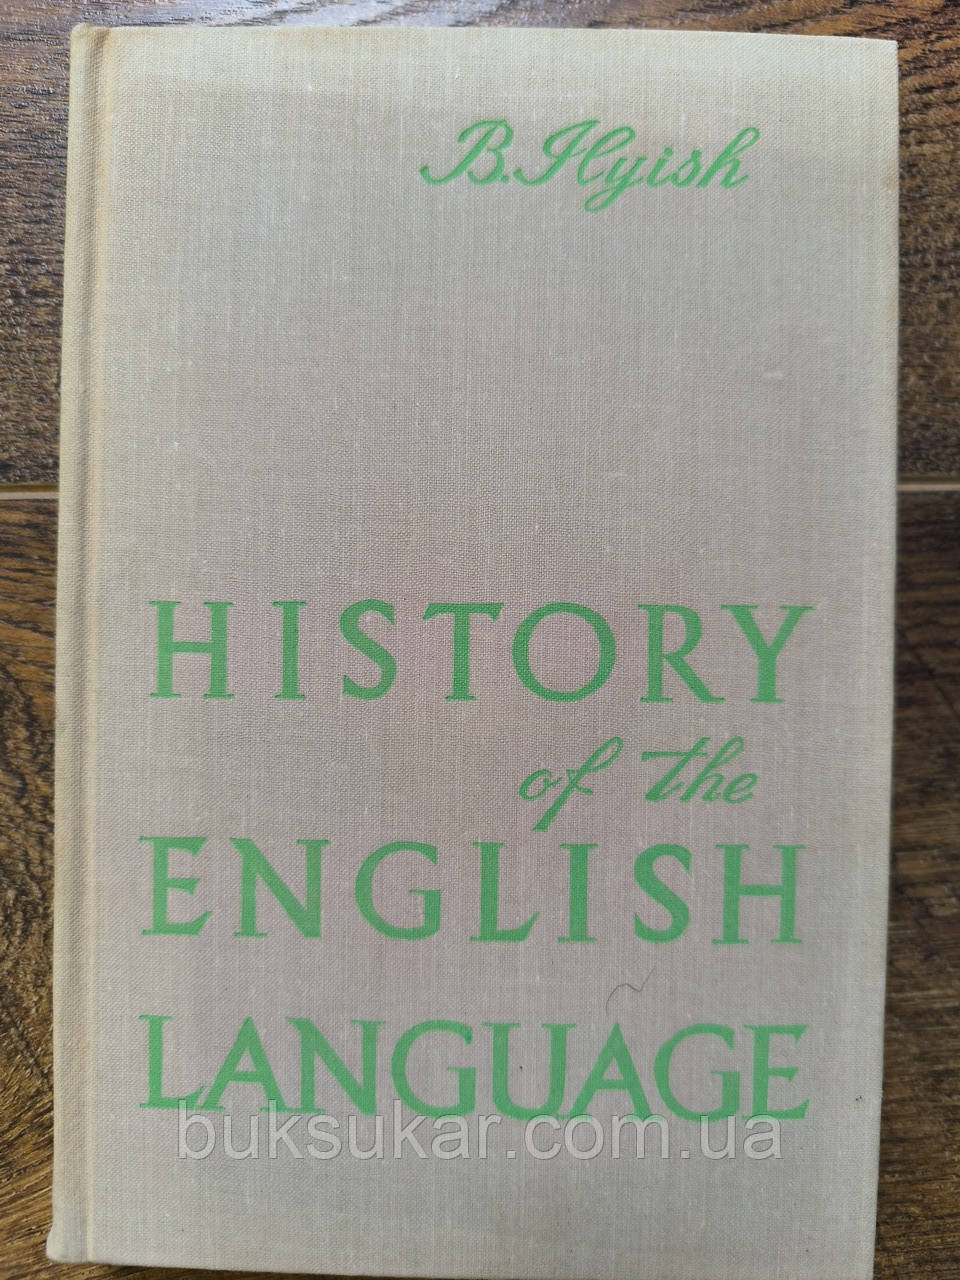 B. Ilyish
HISTORY
of the
ENGLISH
LANGUAGE
buksukar.com.ua